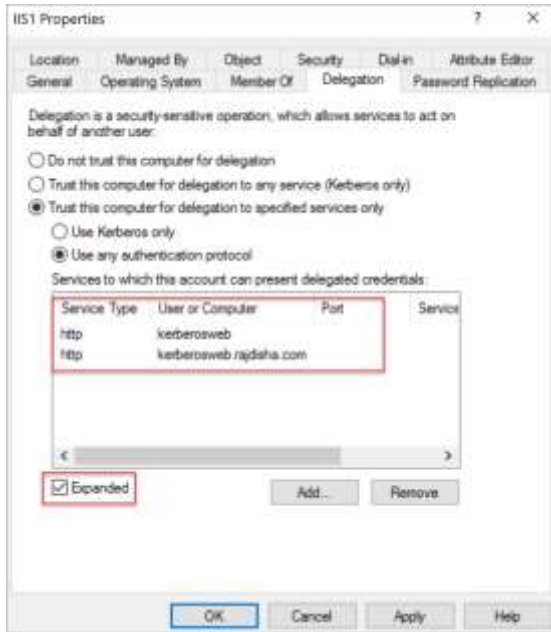 IIS1 Properties ? ×
Location Managed By Object Security Dial-in Attribute Editor
General Operating System Member Of Delegation Password Replication
Delegation is a security-sensitive operation, which allows services to act on
behalf of another user.
Do not trust this computer for delegation
Trust this computer for delegation to any service (Kerberos only)
Trust this computer for delegation to specified services only
Use Kerberos only
Use any authentication protocol
Services to which this account can present delegated credentials:
Service Type User or Computer Port Service
http kerberosweb
http kerberosweb.rajdisha.com
Expanded Add... Remove
OK Cancel Apply Help